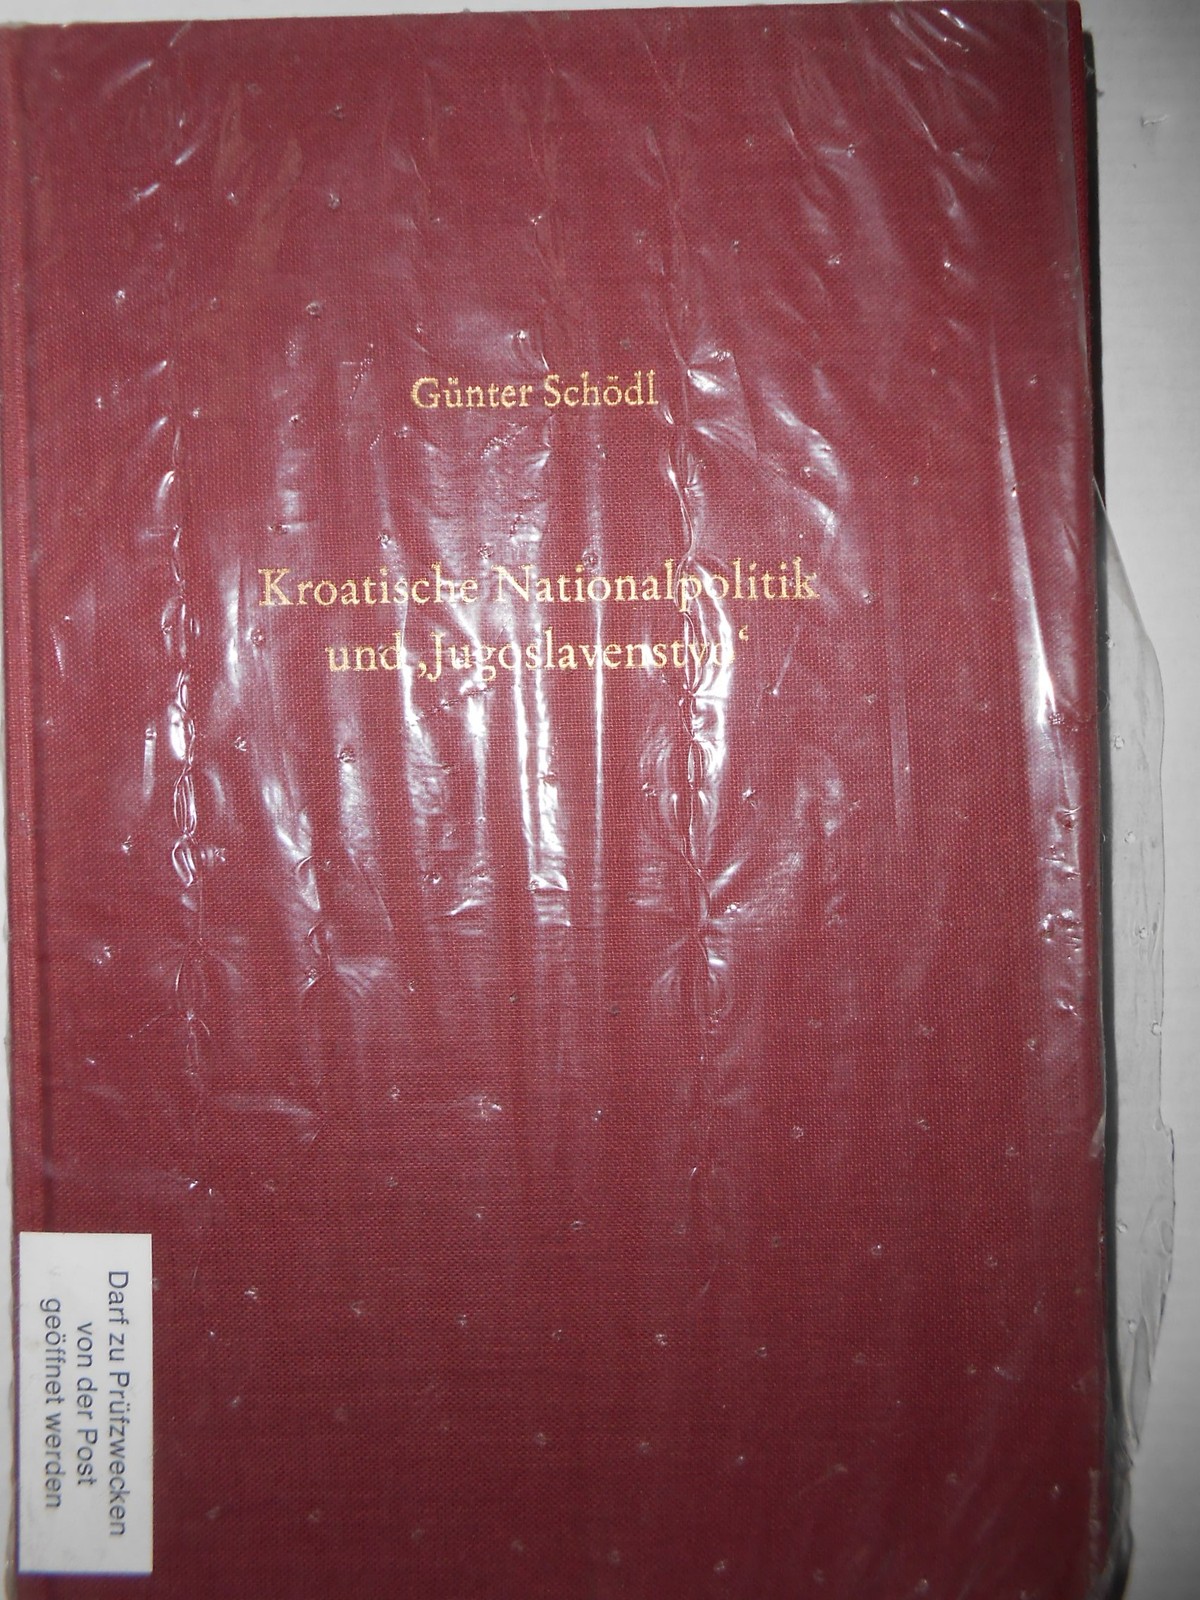 Günter Schödl
Kroatische Nationalpolitik
und ‚Jugoslavenstvo‘
Darf zu Prüfzwecken
von der Post
geöffnet werden